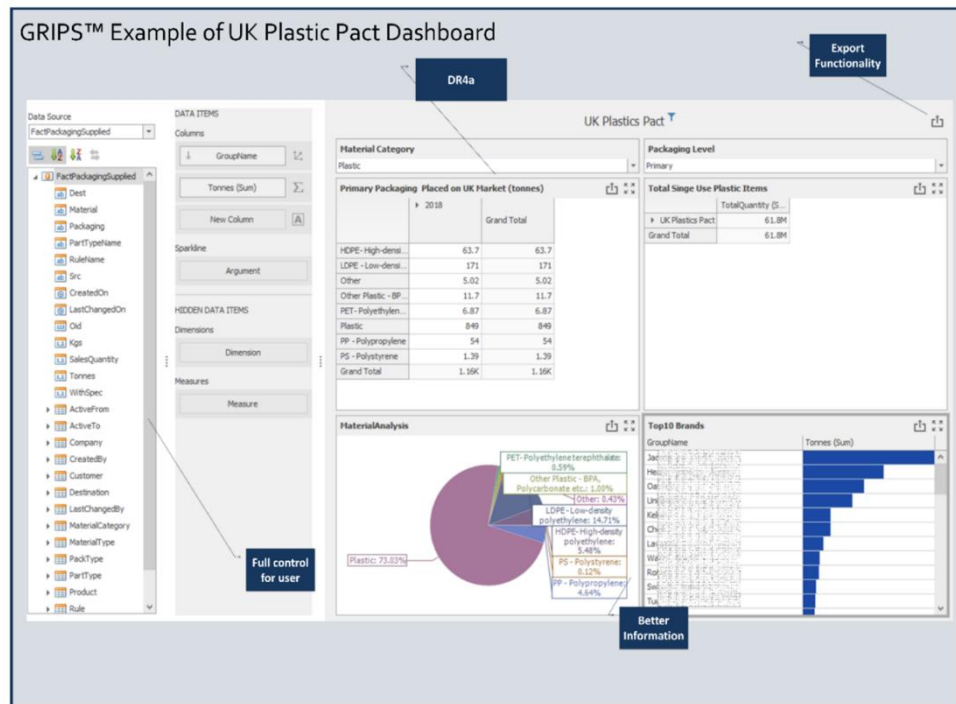 GRIPS™ Example of UK Plastic Pact Dashboard
Export
Functionality
DR4a
Data Source
FactPackagingSupplied
FactPackagingSupplied
Dest
Material
Packaging
PartTypeName
RuleName
Src
CreatedOn
LastChangedOn
Oid
Kgs
SalesQuantity
Tonnes
WithSpec
ActiveFrom
ActiveTo
Company
CreatedBy
Customer
Destination
LastChangedBy
MaterialCategory
MaterialType
PackType
PartType
Product
Rule
DATA ITEMS
Columns
GroupName
Tonnes (Sum)
New Column
Sparkline
Argument
HIDDEN DATA ITEMS
Dimensions
Dimension
Measures
Measure
Full control
for user
UK Plastics Pact
Material Category
Plastic
Packaging Level
Primary
Primary Packaging Placed on UK Market (tonnes)
2018
Grand Total
HDPE- High-densi... 63.7 63.7
LDPE - Low-densi... 171 171
Other 5.02 5.02
Other Plastic - BP... 11.7 11.7
PET- Polyethylen... 6.87 6.87
Plastic 849 849
PP - Polypropylene 54 54
PS - Polystyrene 1.39 1.39
Grand Total 1.16K 1.16K
Total Singe Use Plastic Items
TotalQuantity (S...
UK Plastics Pact 61.8M
Grand Total 61.8M
MaterialAnalysis
PET- Polyethylene terephthalate:
0.59%
Other Plastic - BPA,
Polycarbonate etc.: 1.00%
Other: 0.43%
LDPE - Low-density
polyethylene: 14.71%
HDPE- High-density
polyethylene:
5.48%
PS - Polystyrene:
0.12%
PP - Polypropylene:
4.64%
Plastic: 73.03%
Top10 Brands
GroupName Tonnes (Sum)
Better
Information